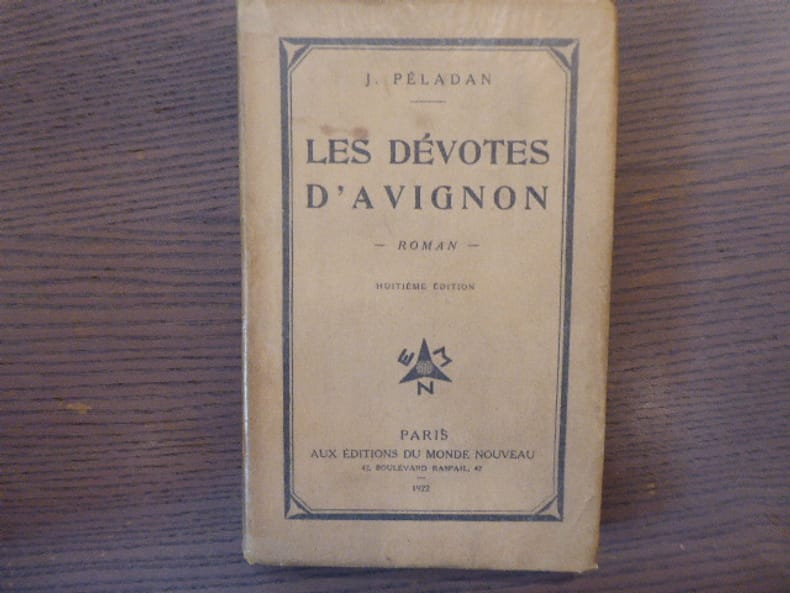 J. PÉLADAN
LES DÉVOTES
D'AVIGNON
— ROMAN —
HUITIÈME ÉDITION
E M
N
PARIS
AUX ÉDITIONS DU MONDE NOUVEAU
42, BOULEVARD RASPAIL, 42
1922